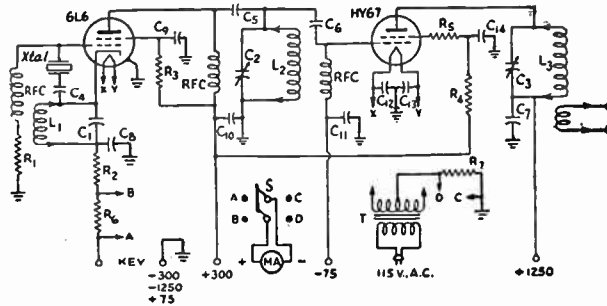 6L6
C9
C5
C6
HY67
R5
C14
Xtal
X Y
R3
RFC
C2
L2
RFC
C4
L3
C3
RFC
L1
C1
C8
C10
C11
X
C12
C13
Y
R4
C7
R1
R2
B
R6
A
S
A
C
B
D
T
R7
D
C
KEY
-300
-1250
+75
+300
+ MA -
-75
115 V., A.C.
+1250